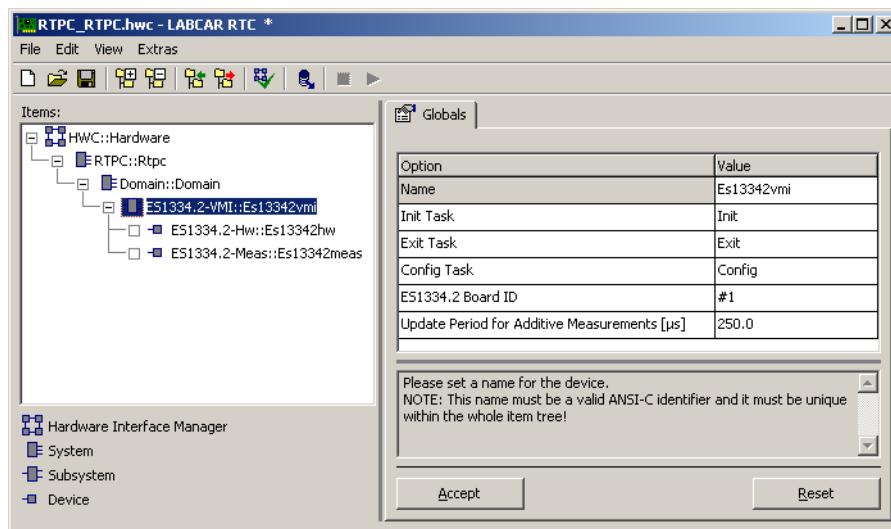 RTPC_RTPC.hwc - LABCAR RTC *
File Edit View Extras
Items:
HWC::Hardware
RTPC::Rtpc
Domain::Domain
ES1334.2-VMI::Es13342vmi
ES1334.2-Hw::Es13342hw
ES1334.2-Meas::Es13342meas
Hardware Interface Manager
System
Subsystem
Device
Globals
Option Value
Name Es13342vmi
Init Task Init
Exit Task Exit
Config Task Config
ES1334.2 Board ID #1
Update Period for Additive Measurements [µs] 250.0
Please set a name for the device.
NOTE: This name must be a valid ANSI-C identifier and it must be unique
within the whole item tree!
Accept Reset